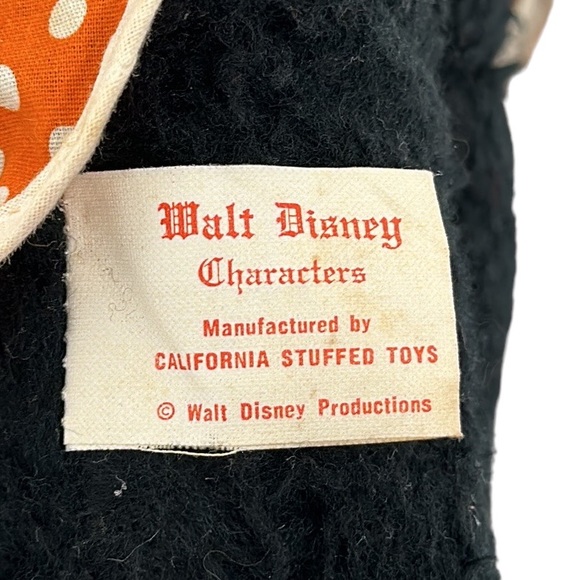 Walt Disney
Characters
Manufactured by
CALIFORNIA STUFFED TOYS
© Walt Disney Productions